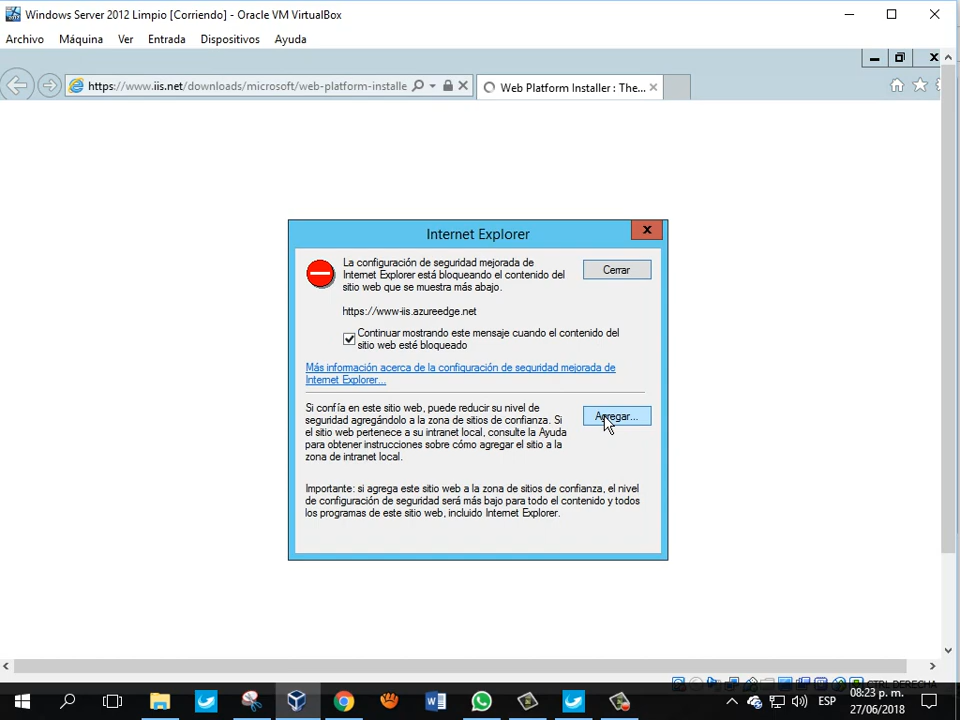 Windows Server 2012 Limpio [Corriendo] - Oracle VM VirtualBox
Archivo Máquina Ver Entrada Dispositivos Ayuda
https://www.iis.net/downloads/microsoft/web-platform-installe
Web Platform Installer : The...
Internet Explorer
La configuración de seguridad mejorada de
Internet Explorer está bloqueando el contenido del
sitio web que se muestra más abajo.
Cerrar
https://www-iis.azureedge.net
Continuar mostrando este mensaje cuando el contenido del
sitio web esté bloqueado
Más información acerca de la configuración de seguridad mejorada de
Internet Explorer...
Si confía en este sitio web, puede reducir su nivel de
seguridad agregándolo a la zona de sitios de confianza. Si
el sitio web pertenece a su intranet local, consulte la Ayuda
para obtener instrucciones sobre cómo agregar el sitio a la
zona de intranet local.
Agregar...
Importante: si agrega este sitio web a la zona de sitios de confianza, el nivel
de configuración de seguridad será más bajo para todo el contenido y todos
los programas de este sitio web, incluido Internet Explorer.
CTRL DERECHA
ESP
08:23 p. m.
27/06/2018